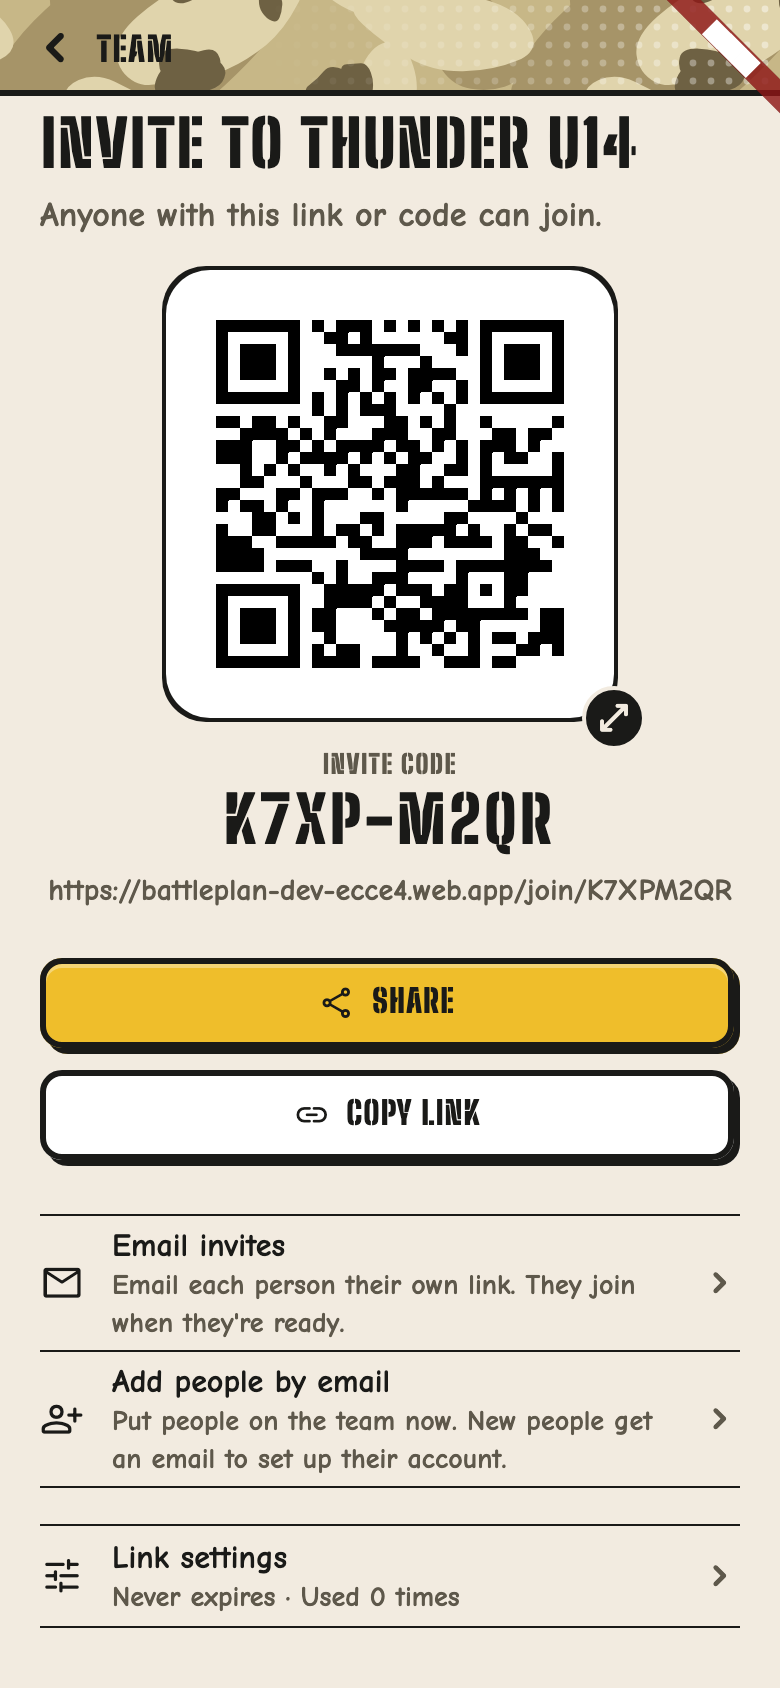 TEAM
INVITE TO THUNDER U14
Anyone with this link or code can join.
INVITE CODE
K7XP-M2QR
https://battleplan-dev-ecce4.web.app/join/K7XPM2QR
SHARE
COPY LINK
Email invites
Email each person their own link. They join
when they're ready.
Add people by email
Put people on the team now. New people get
an email to set up their account.
Link settings
Never expires · Used 0 times